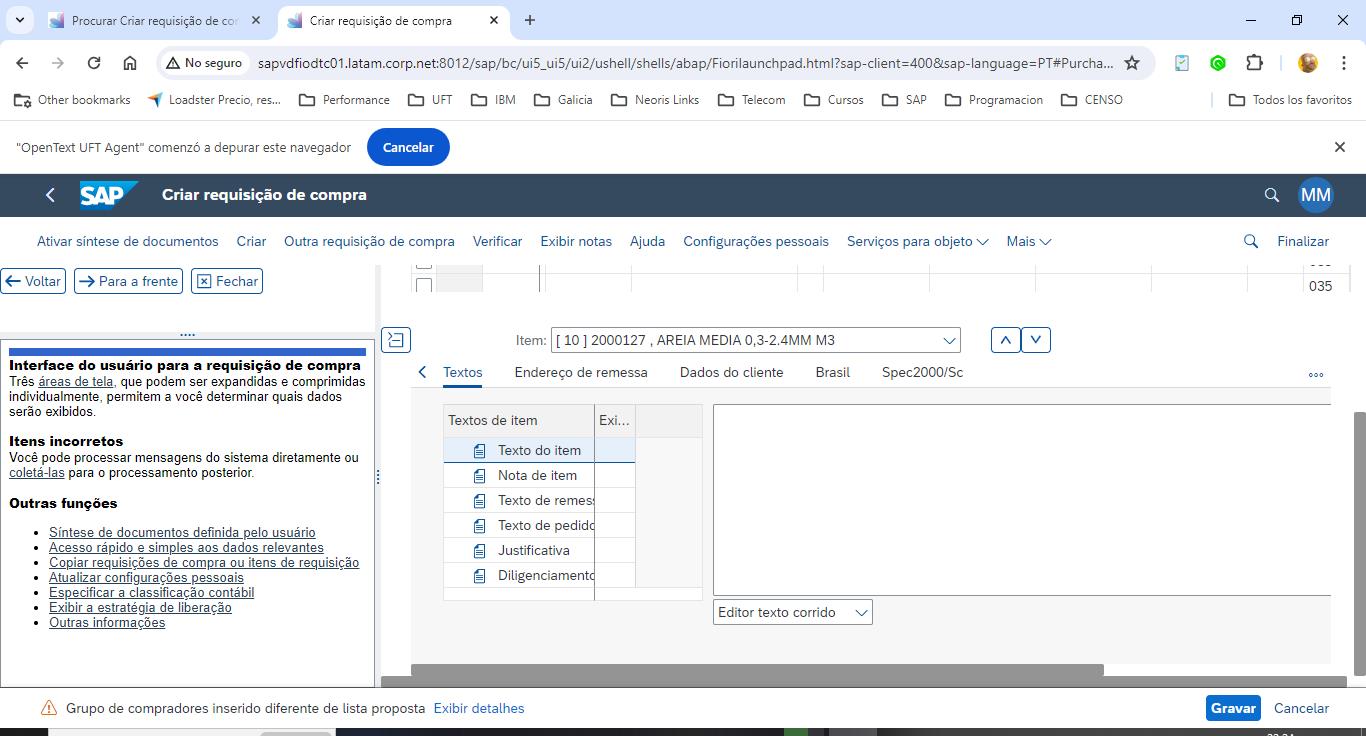 Procurar Criar requisição de co
Criar requisição de compra
No seguro
sapvdfiodtc01.latam.corp.net:8012/sap/bc/ui5_ui5/ui2/ushell/shells/abap/Fiorilaunchpad.html?sap-client=400&sap-language=PT#Purcha...
Other bookmarks
Loadster Precio, res...
Performance
UFT
IBM
Galicia
Neoris Links
Telecom
Cursos
SAP
Programacion
CENSO
Todos los favoritos
"OpenText UFT Agent" comenzó a depurar este navegador
Cancelar
SAP
Criar requisição de compra
MM
Ativar síntese de documentos
Criar
Outra requisição de compra
Verificar
Exibir notas
Ajuda
Configurações pessoais
Serviços para objeto
Mais
Finalizar
Voltar
Para a frente
Fechar
035
Interface do usuário para a requisição de compra
Três áreas de tela, que podem ser expandidas e comprimidas
individualmente, permitem a você determinar quais dados
serão exibidos.
Itens incorretos
Você pode processar mensagens do sistema diretamente ou
coletá-las para o processamento posterior.
Outras funções
Síntese de documentos definida pelo usuário
Acesso rápido e simples aos dados relevantes
Copiar requisições de compra ou itens de requisição
Atualizar configurações pessoais
Especificar a classificação contábil
Exibir a estratégia de liberação
Outras informações
Item:
[ 10 ] 2000127 , AREIA MEDIA 0,3-2.4MM M3
Textos
Endereço de remessa
Dados do cliente
Brasil
Spec2000/Sc
Textos de item
Exi...
Texto do item
Nota de item
Texto de remes
Texto de pedido
Justificativa
Diligenciamento
Editor texto corrido
Grupo de compradores inserido diferente de lista proposta
Exibir detalhes
Gravar
Cancelar